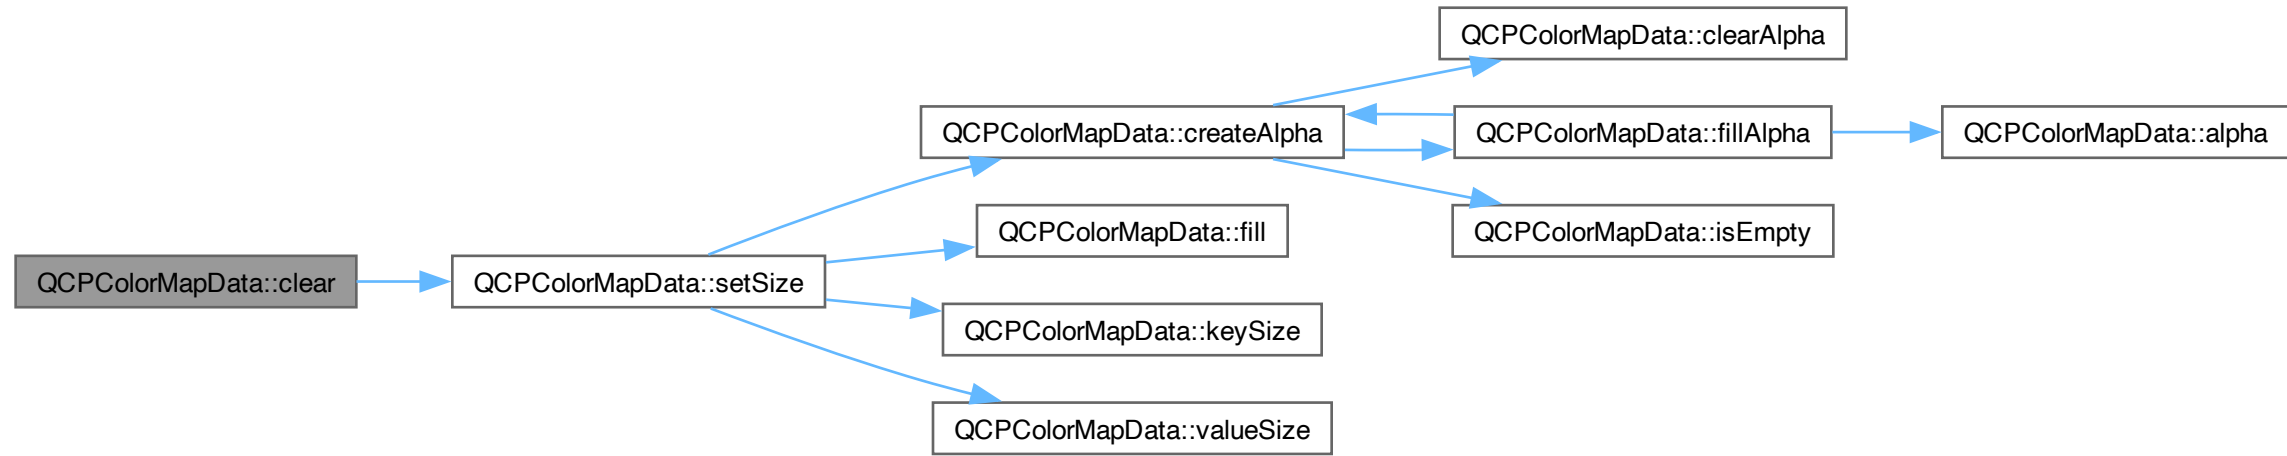 QCPColorMapData::clear
QCPColorMapData::setSize
QCPColorMapData::createAlpha
QCPColorMapData::fill
QCPColorMapData::keySize
QCPColorMapData::valueSize
QCPColorMapData::clearAlpha
QCPColorMapData::fillAlpha
QCPColorMapData::isEmpty
QCPColorMapData::alpha